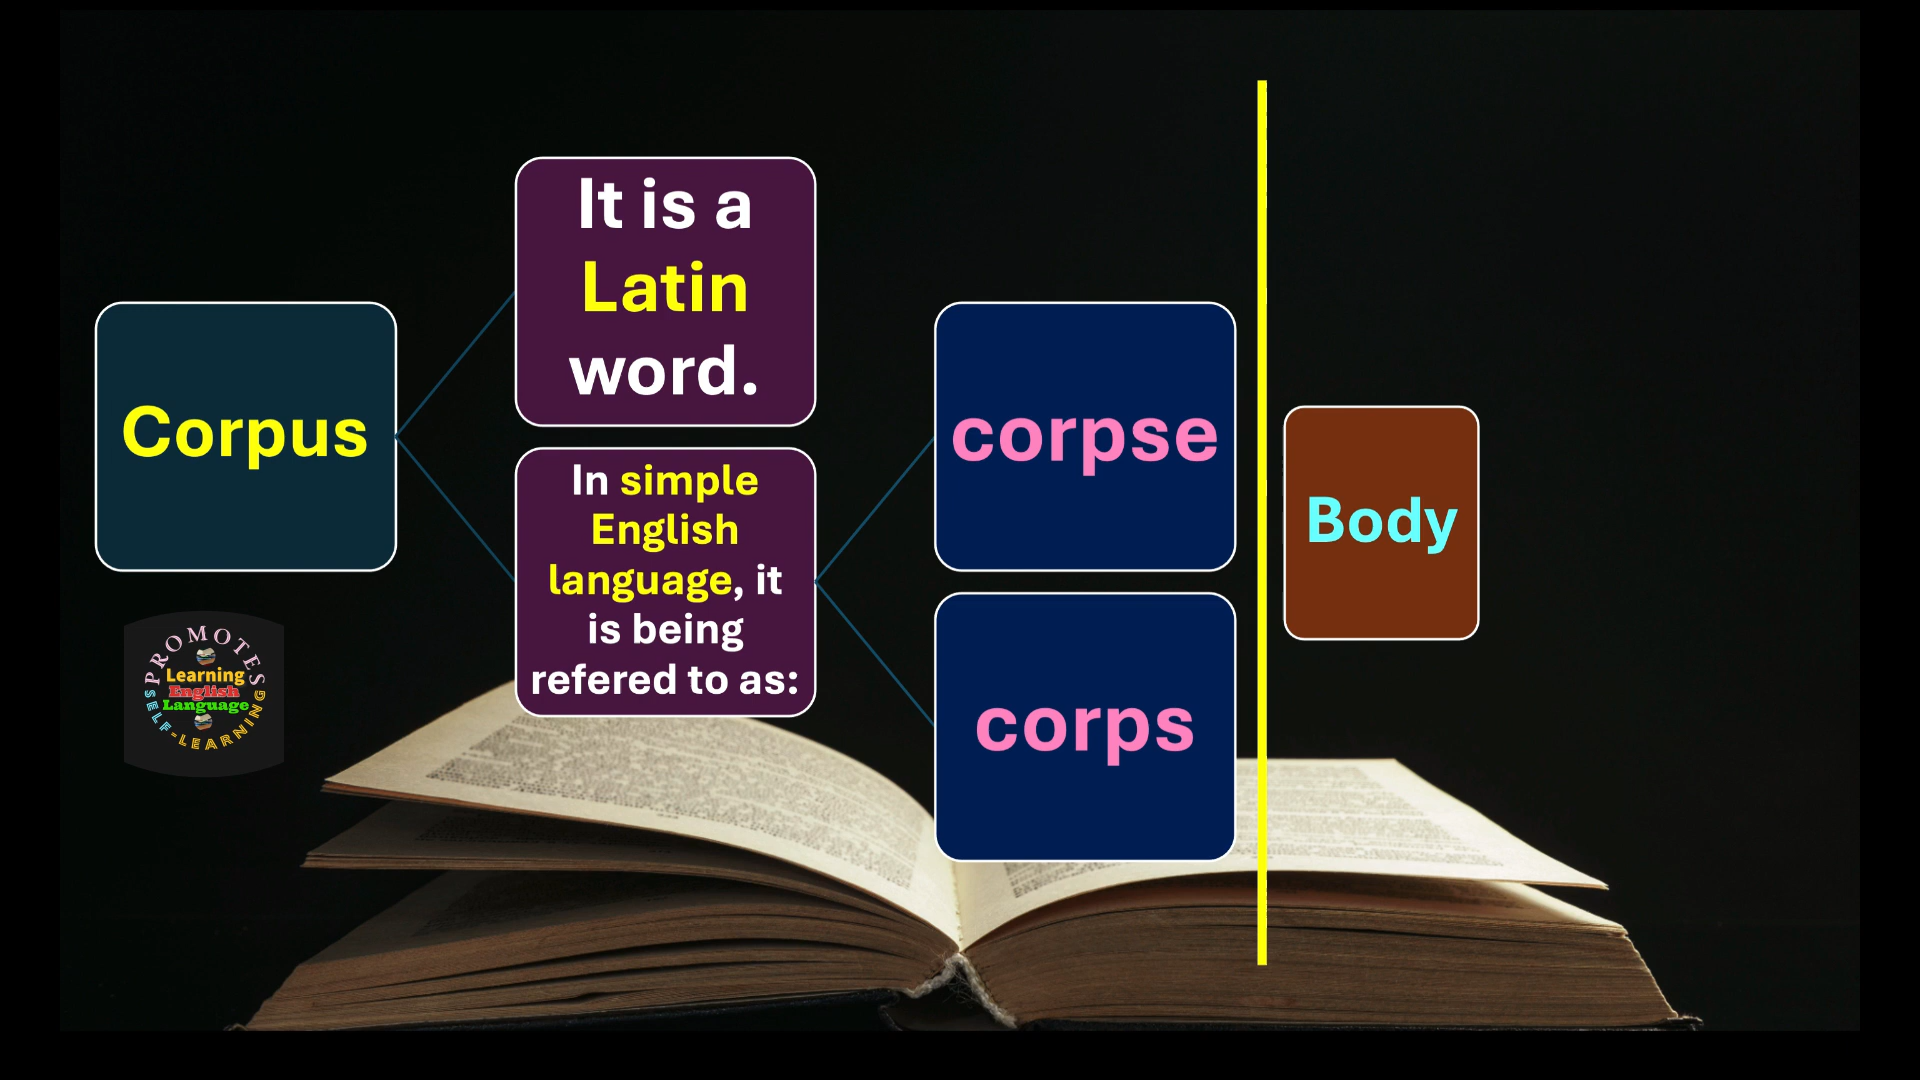 Corpus
It is a
Latin
word.
In simple
English
language, it
is being
refered to as:
corpse
corps
Body
PROMOTES
Learning
English
Language
SELF-LEARNING